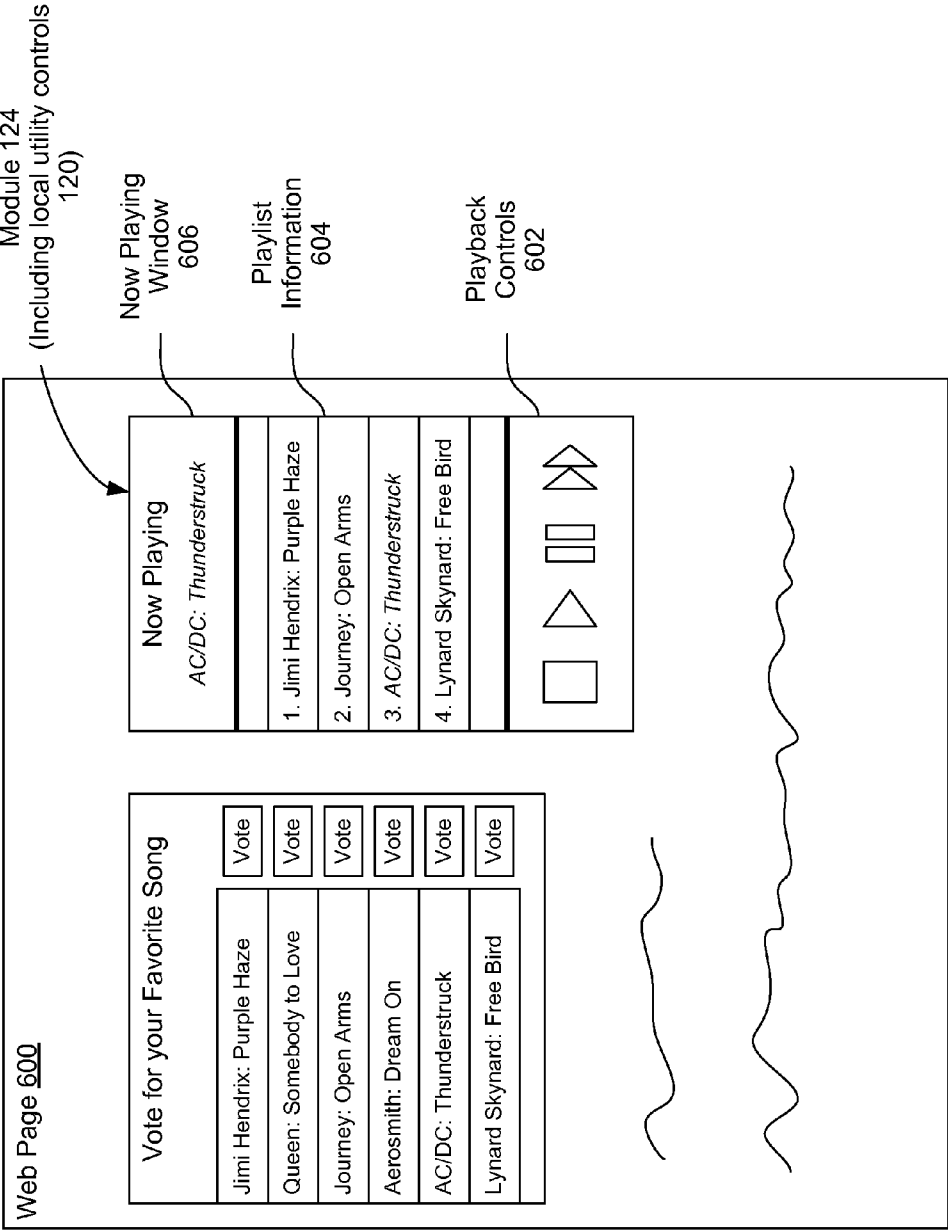 Web Page 600
Vote for your Favorite Song
Jimi Hendrix: Purple Haze
Vote
Queen: Somebody to Love
Vote
Journey: Open Arms
Vote
Aerosmith: Dream On
Vote
AC/DC: Thunderstruck
Vote
Lynard Skynard: Free Bird
Vote
Now Playing
AC/DC: Thunderstruck
1. Jimi Hendrix: Purple Haze
2. Journey: Open Arms
3. AC/DC: Thunderstruck
4. Lynard Skynard: Free Bird
Module 124
(Including local utility controls
120)
Now Playing
Window
606
Playlist
Information
604
Playback
Controls
602